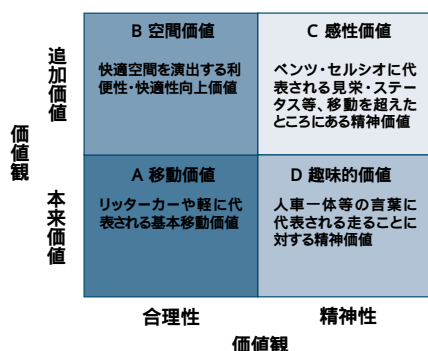 価値観
追加価値
本来価値
B 空間価値
快適空間を演出する利
便性・快適性向上価値
C 感性価値
ベンツ・セルシオに代
表される見栄・ステー
タス等、移動を超えた
ところにある精神価値
A 移動価値
リッターカーや軽に代
表される基本移動価値
D 趣味的価値
人車一体等の言葉に
代表される走ることに
対する精神価値
合理性
精神性
価値観